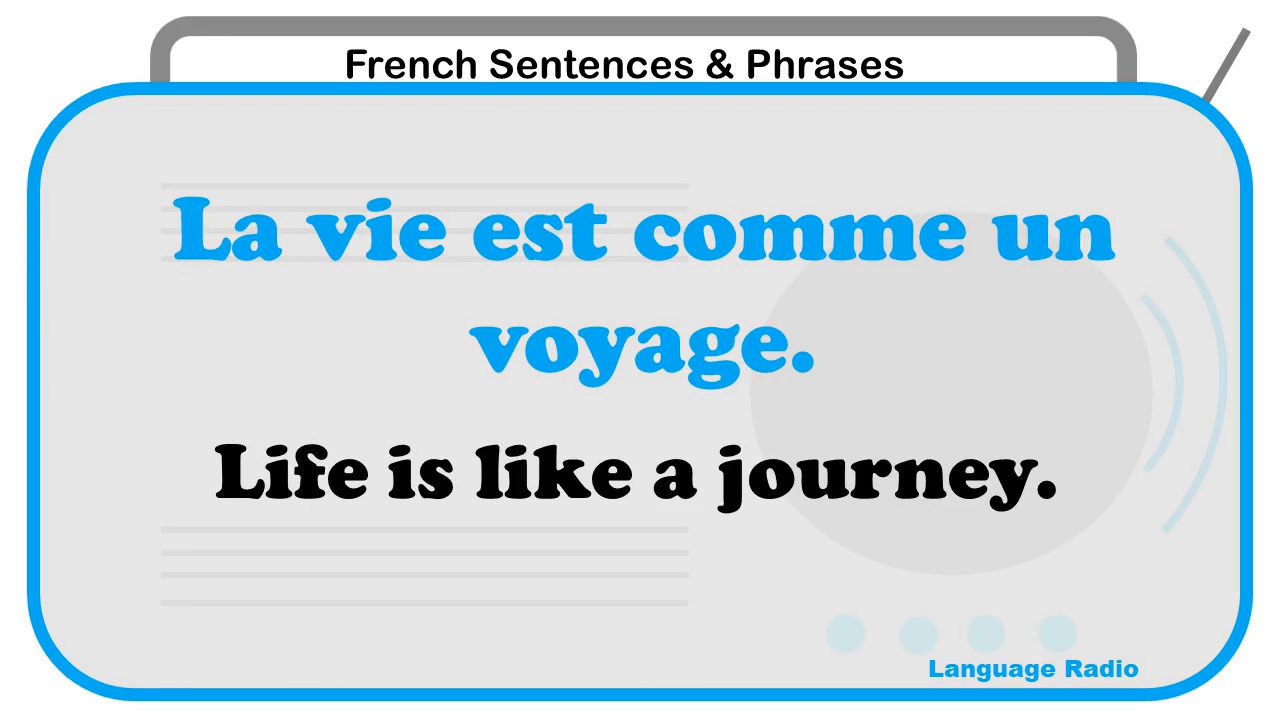 French Sentences & Phrases
La vie est comme un
voyage.
Life is like a journey.
Language Radio